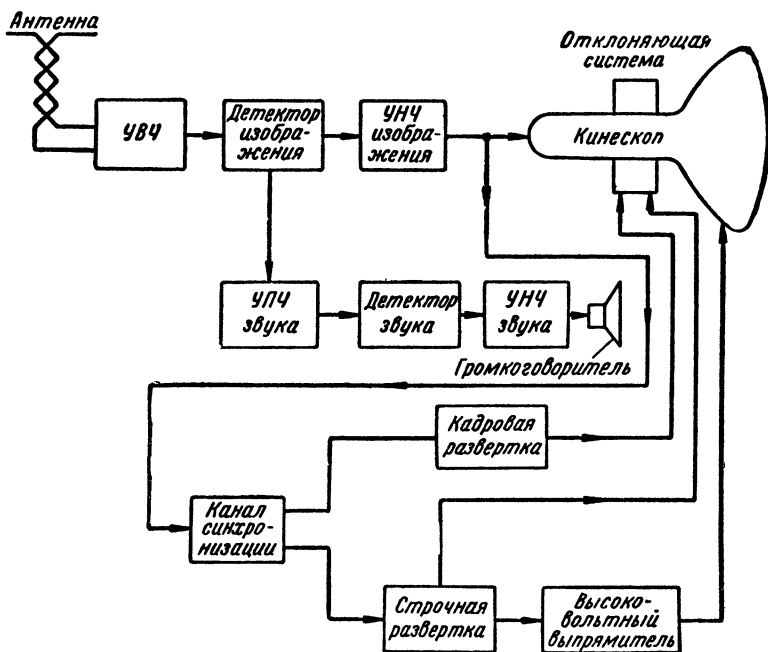 Антенна
Отклоняющая
система
УВЧ
Детектор
изобра-
жения
УНЧ
изобра-
жения
Кинескоп
УПЧ
звука
Детектор
звука
УНЧ
звука
Громкоговоритель
Кадровая
развертка
Канал
синхро-
низации
Строчная
развертка
Высоко-
вольтный
выпрямитель